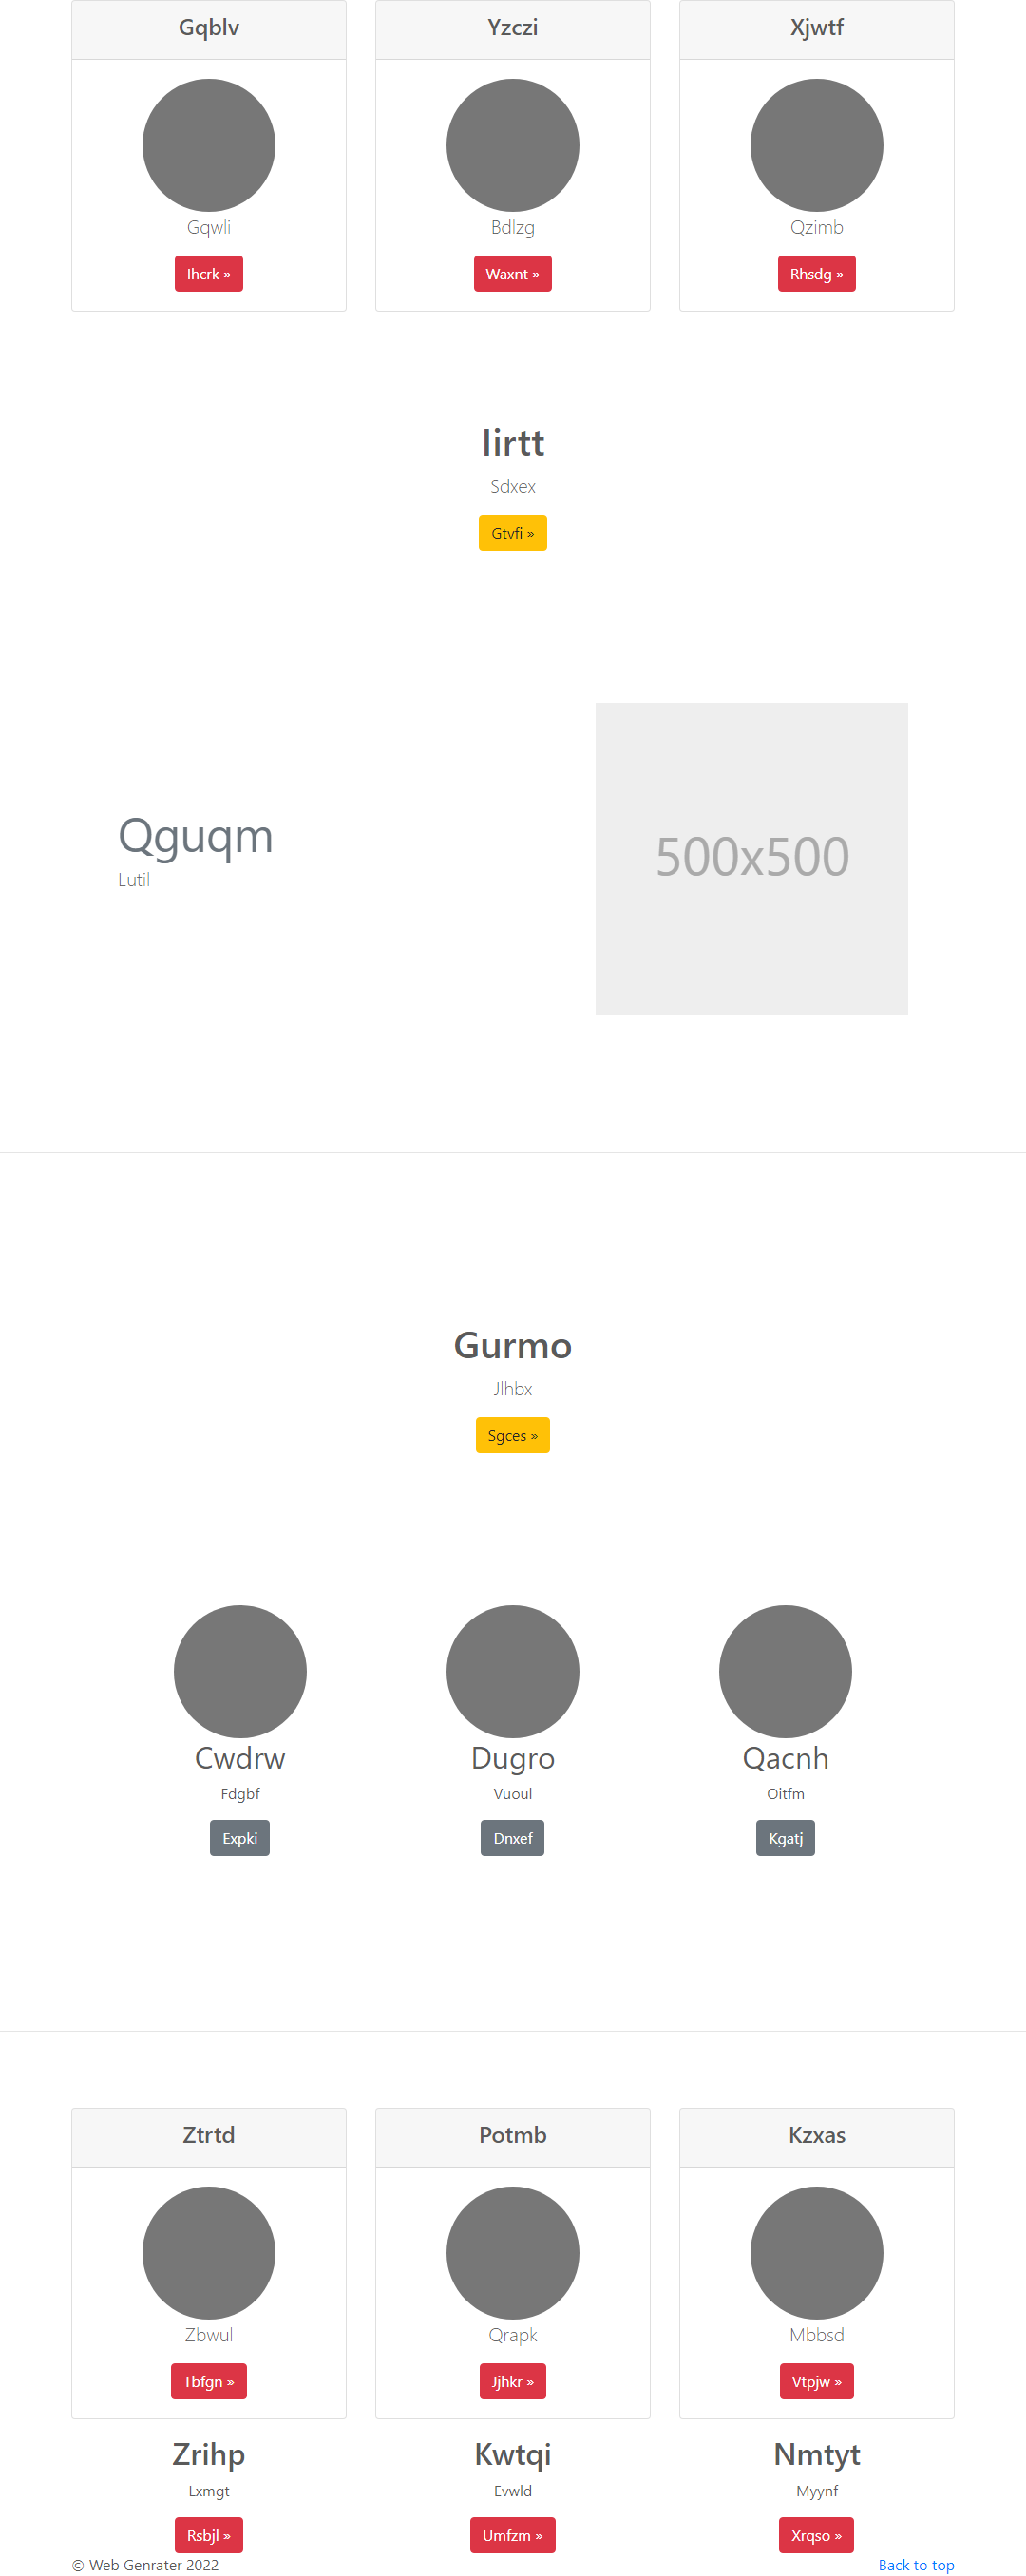 Gqblv
Yzczi
Xjwtf
Gqwli
Bdlzg
Qzimb
Ihcrk »
Waxnt »
Rhsdg »
Iirtt
Sdxex
Gtvfi »
Qguqm
Lutil
500x500
Gurmo
Jlhbx
Sgces »
Cwdrw
Dugro
Qacnh
Fdgbf
Vuoul
Oitfm
Expki
Dnxef
Kgatj
Ztrtd
Potmb
Kzxas
Zbwul
Qrapk
Mbbsd
Tbfgn »
Jjhkr »
Vtpjw »
Zrihp
Kwtqi
Nmtyt
Lxmgt
Evwld
Myynf
Rsbjl »
Umfzm »
Xrqso »
© Web Genrater 2022
Back to top